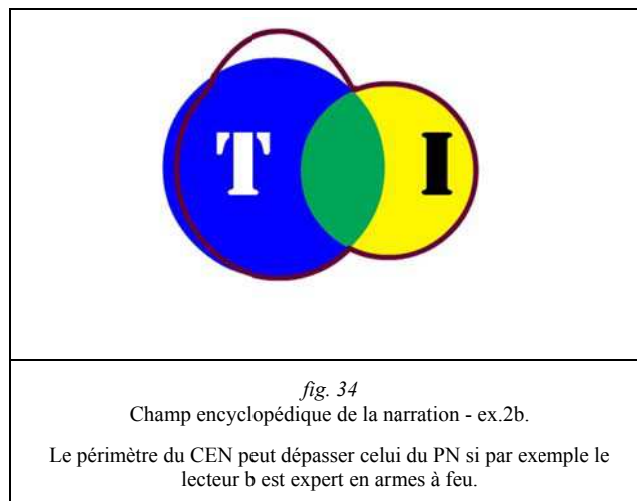 T I
fig. 34
Champ encyclopédique de la narration - ex.2b.
Le périmètre du CEN peut dépasser celui du PN si par exemple le
lecteur b est expert en armes à feu.